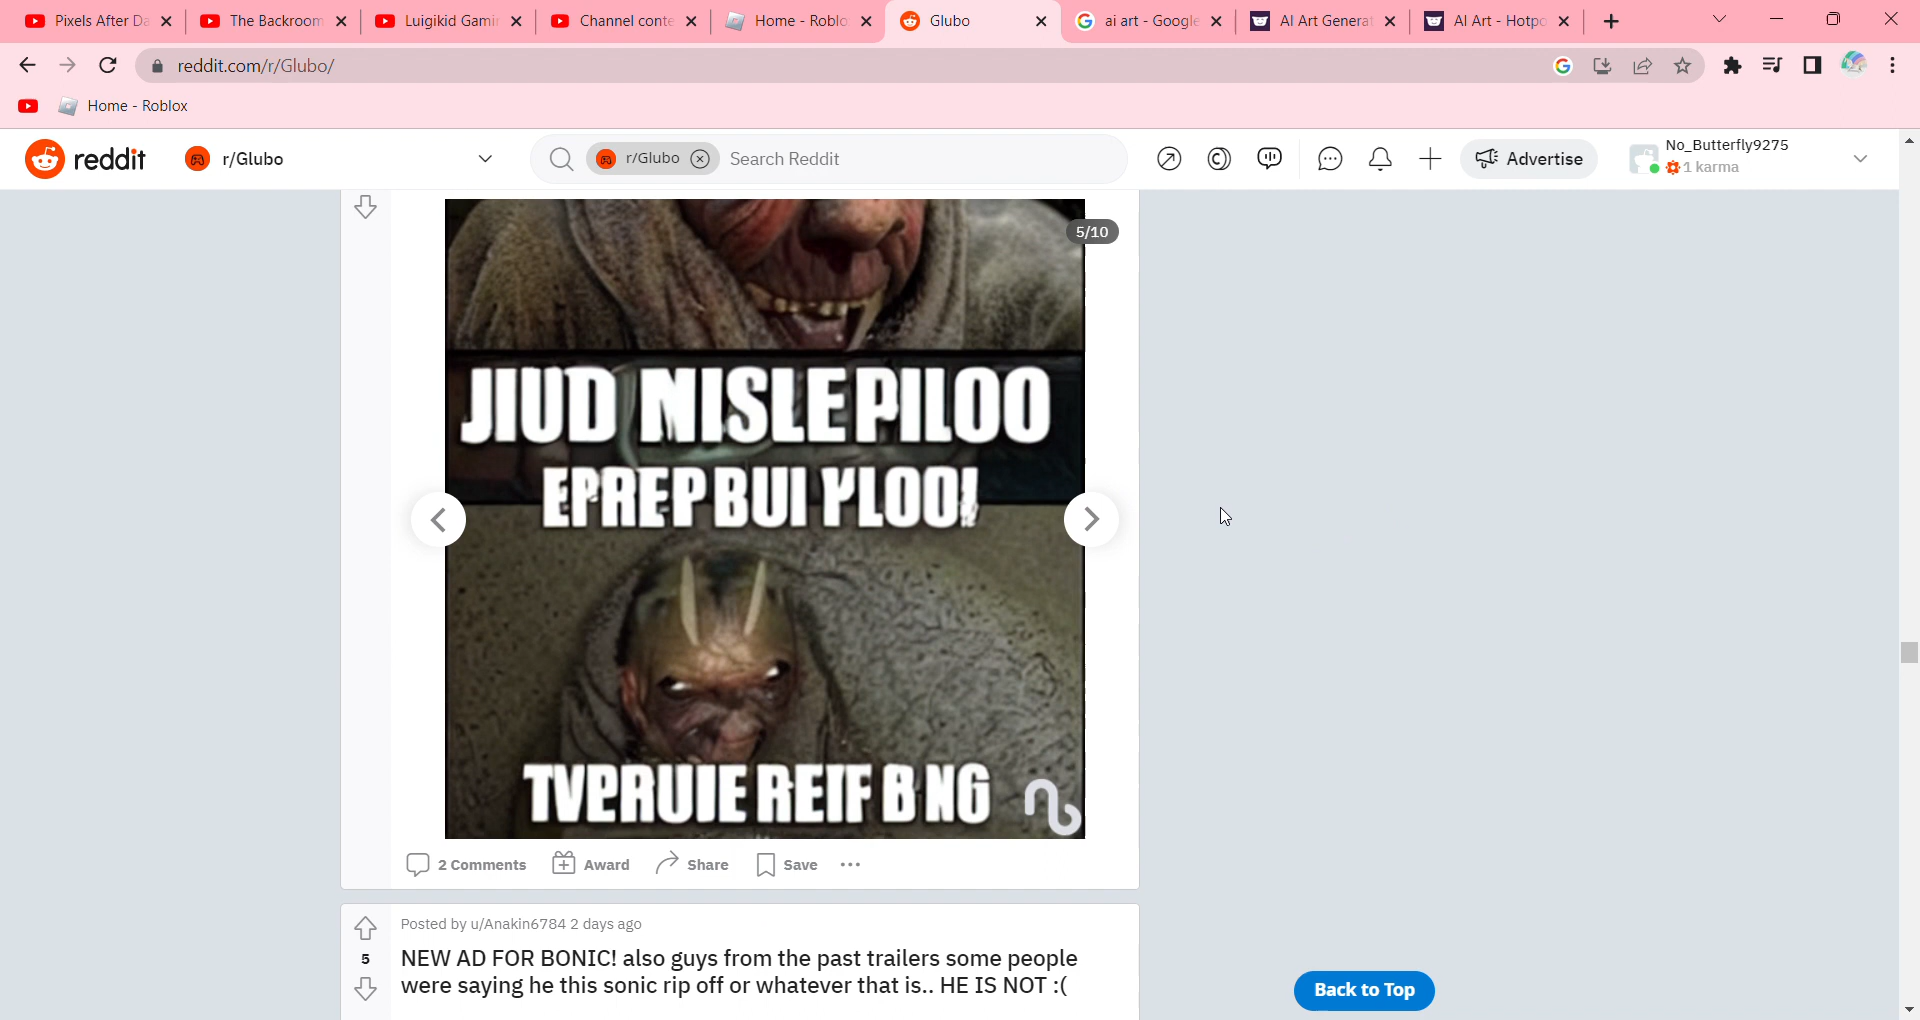 Pixels After Da
The Backroom
Luigikid Gami
Channel conte
Home - Roblo
Glubo
ai art - Google
AI Art Genera
AI Art - Hotpo
reddit.com/r/Glubo/
Home - Roblox
reddit
r/Glubo
r/Glubo
Search Reddit
Advertise
No_Butterfly9275
1 karma
5/10
JIUD NISLEPILOO
EPREP BUI YLOO!
TVERUIE REIF B NG
2 Comments
Award
Share
Save
Posted by u/Anakin6784 2 days ago
5
NEW AD FOR BONIC! also guys from the past trailers some people
were saying he this sonic rip off or whatever that is.. HE IS NOT :(
Back to Top